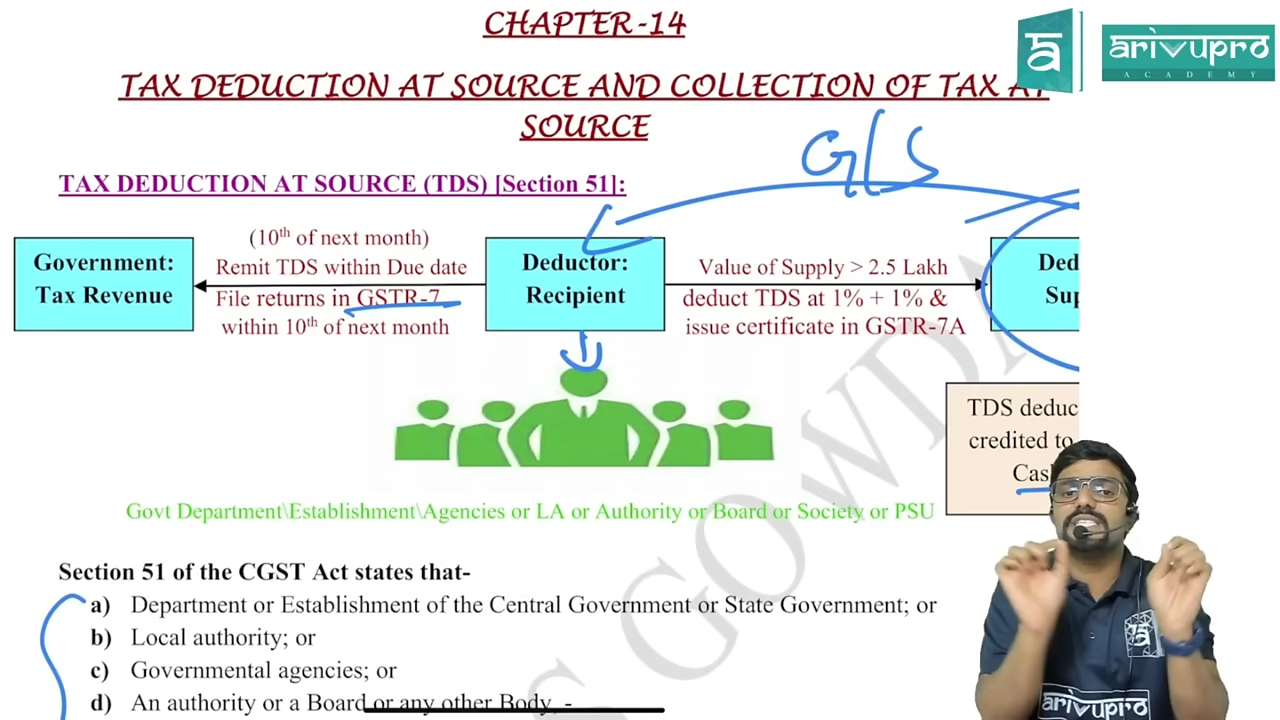 CHAPTER-14
TAX DEDUCTION AT SOURCE AND COLLECTION OF TAX AT
SOURCE
arivupro
ACADEMY
G/S
TAX DEDUCTION AT SOURCE (TDS) [Section 51]:
Government:
Tax Revenue
(10th of next month)
Remit TDS within Due date
File returns in GSTR-7
within 10th of next month
Deductor:
Recipient
Value of Supply > 2.5 Lakh
deduct TDS at 1% + 1% &
issue certificate in GSTR-7A
Ded
Sup
TDS deduc
credited to
Cas
Govt Department\Establishment\Agencies or LA or Authority or Board or Society or PSU
GOWDA
Section 51 of the CGST Act states that-
a) Department or Establishment of the Central Government or State Government; or
b) Local authority; or
c) Governmental agencies; or
d) An authority or a Board or any other Body, -
arivupro